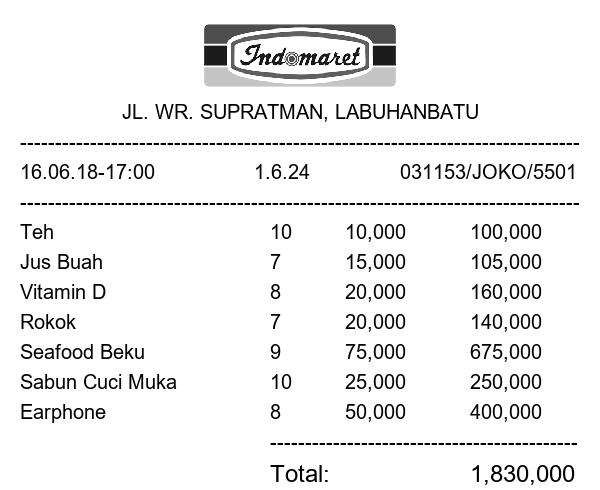 Indomaret
JL. WR. SUPRATMAN, LABUHANBATU
16.06.18-17:00 1.6.24 031153/JOKO/5501
Teh 10 10,000 100,000
Jus Buah 7 15,000 105,000
Vitamin D 8 20,000 160,000
Rokok 7 20,000 140,000
Seafood Beku 9 75,000 675,000
Sabun Cuci Muka 10 25,000 250,000
Earphone 8 50,000 400,000
Total: 1,830,000